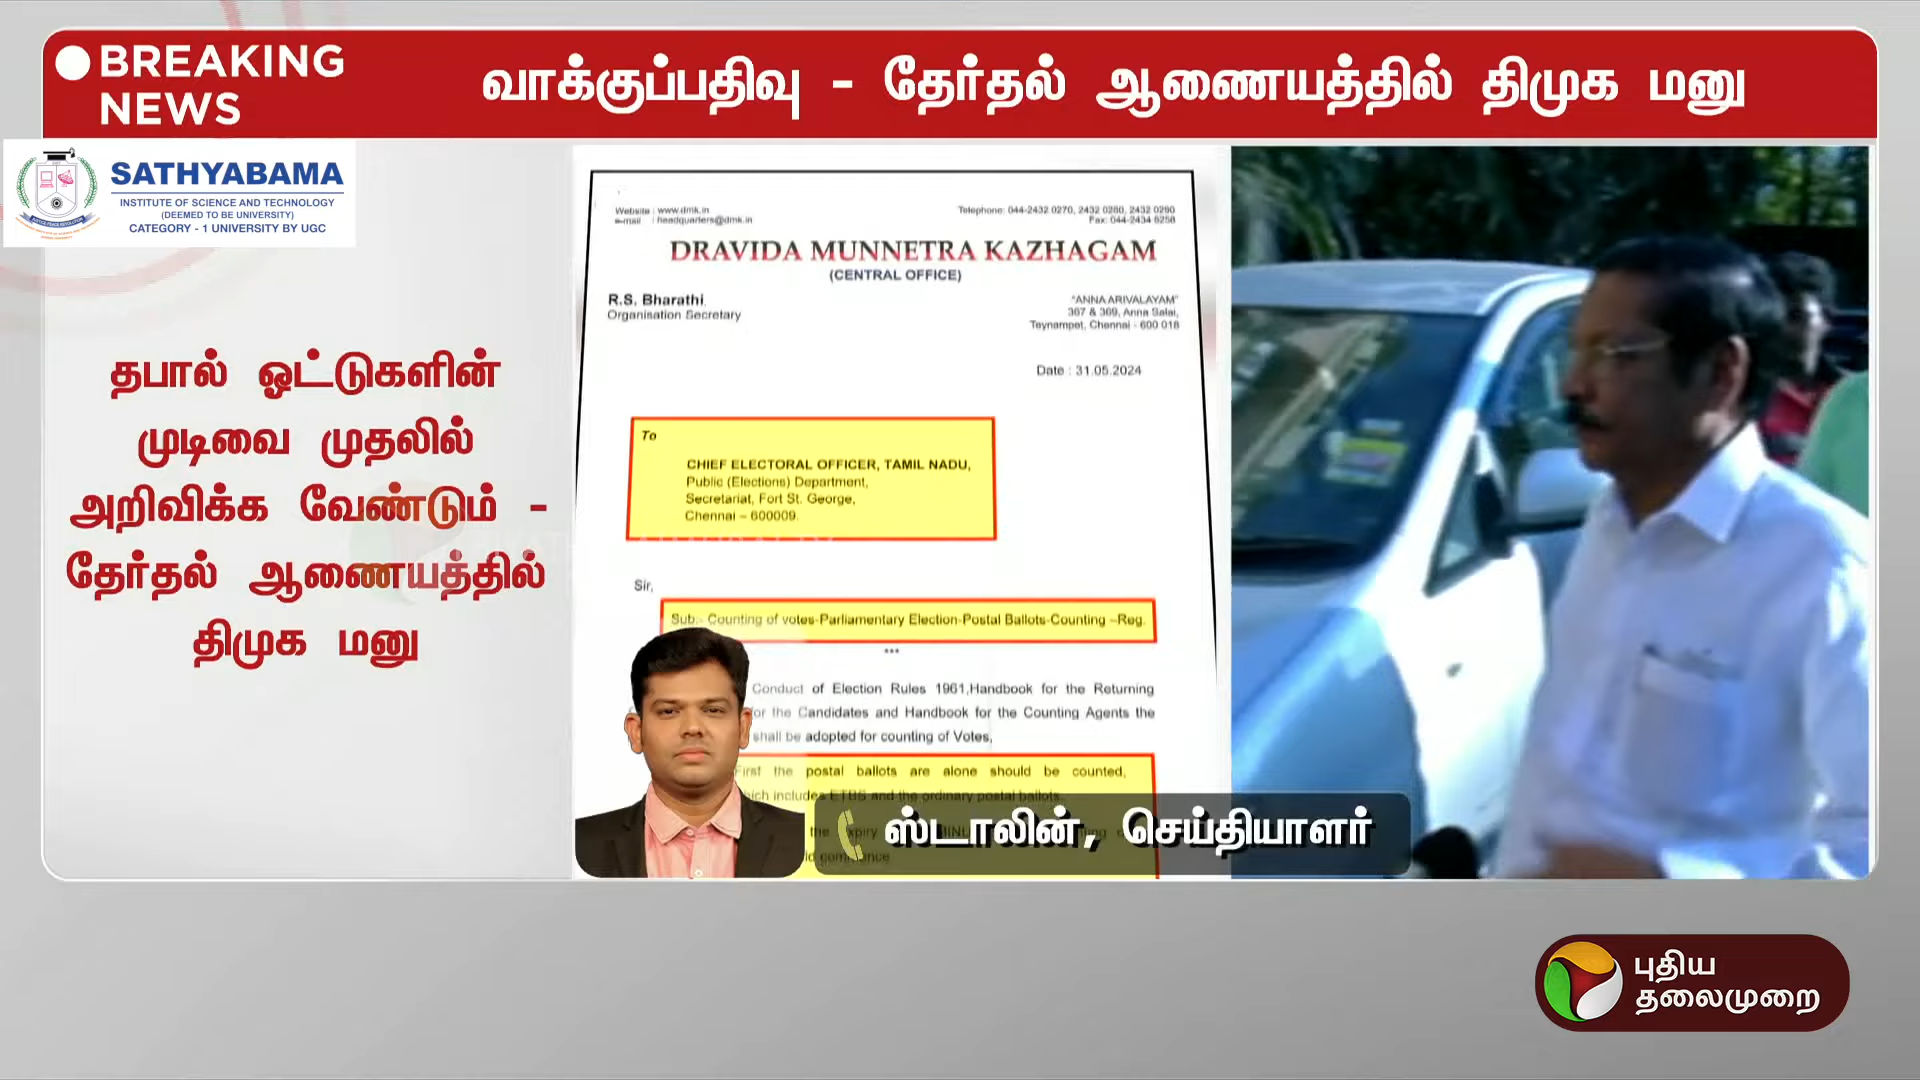 BREAKING
NEWS
வாக்குப்பதிவு - தேர்தல் ஆணையத்தில் திமுக மனு
SATHYABAMA
INSTITUTE OF SCIENCE AND TECHNOLOGY
(DEEMED TO BE UNIVERSITY)
CATEGORY - 1 UNIVERSITY BY UGC
தபால் ஓட்டுகளின்
முடிவை முதலில்
அறிவிக்க வேண்டும் -
தேர்தல் ஆணையத்தில்
திமுக மனு
Website : www.dmk.in
e-mail : headquarters@dmk.in
Telephone: 044-2432 0270, 2432 0280, 2432 0290
Fax: 044-2434 8258
DRAVIDA MUNNETRA KAZHAGAM
(CENTRAL OFFICE)
R.S. Bharathi
Organisation Secretary
"ANNA ARIVALAYAM"
367 & 369, Anna Salai,
Teynampet, Chennai - 600 018
Date : 31.05.2024
To
CHIEF ELECTORAL OFFICER, TAMIL NADU,
Public (Elections) Department,
Secretariat, Fort St. George,
Chennai – 600009.
Sir,
Sub:- Counting of votes-Parliamentary Election-Postal Ballots-Counting –Reg.
***
Conduct of Election Rules 1961,Handbook for the Returning
for the Candidates and Handbook for the Counting Agents the
shall be adopted for counting of Votes,
First the postal ballots are alone should be counted,
which includes ETBS and the ordinary postal ballots.
ஸ்டாலின், செய்தியாளர்
புதிய
தலைமுறை